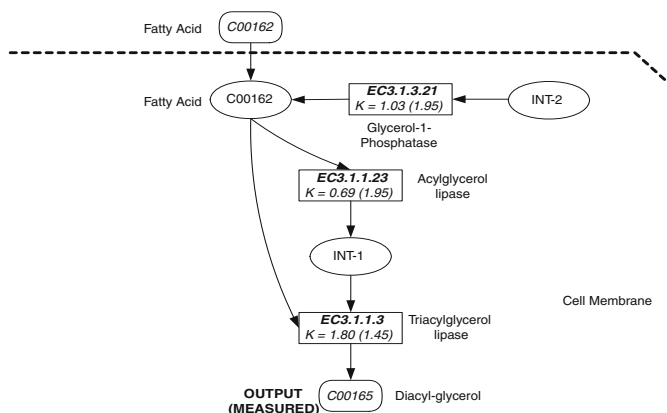 Fatty Acid
C00162
Fatty Acid
C00162
EC3.1.3.21
K = 1.03 (1.95)
INT-2
Glycerol-1-
Phosphatase
EC3.1.1.23
K = 0.69 (1.95)
Acylglycerol
lipase
INT-1
Cell Membrane
EC3.1.1.3
K = 1.80 (1.45)
Triacylglycerol
lipase
OUTPUT
(MEASURED)
C00165
Diacyl-glycerol